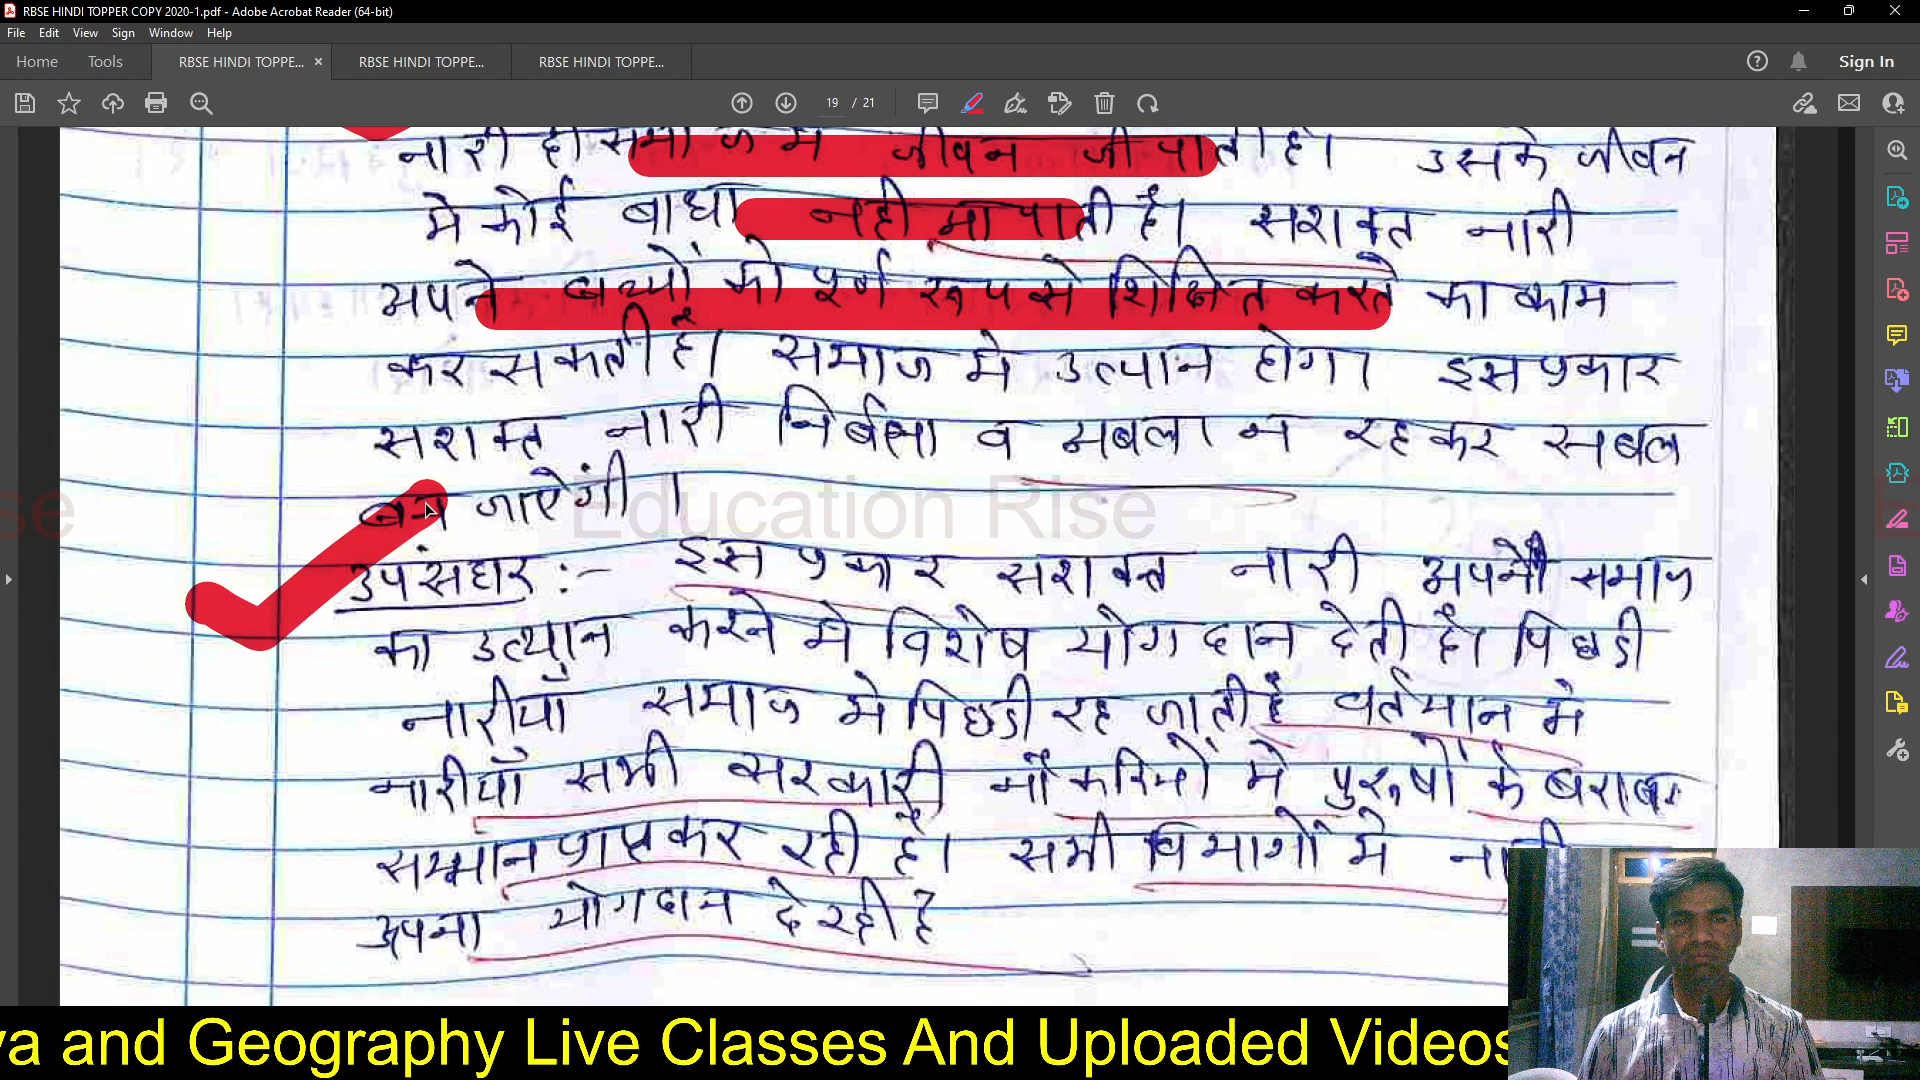 RBSE HINDI TOPPER COPY 2020-1.pdf - Adobe Acrobat Reader (64-bit)
File Edit View Sign Window Help
Home Tools RBSE HINDI TOPPE... × RBSE HINDI TOPPE... RBSE HINDI TOPPE... Sign In
19 / 21
नारी ही समाज मे जीवन जी पाती है। उसके जीवन
मे कोई बाधा नही आ पाती है। सशक्त नारी
अपने बच्चों को पूर्ण रूप से शिक्षित करते का काम
कर सकती है। समाज मे उत्थान होगा। इस प्रकार
सशक्त नारी निर्बल व अबला न रहकर सबल
बन जाऐगी।
se Education Rise
उपसंहार :- इस प्रकार सशक्त नारी अपने समाज
का उत्थान करने मे विशेष योगदान देती है। पिछडी
नारीयाँ समाज मे पिछडी रह जाती है वर्तमान मे
नारीयाँ सभी सरकारी नौकरियों मे पुरूषों के बराबर
सम्मान प्राप्त कर रही है। सभी विभागों मे
अपना योगदान दे रही है
ya and Geography Live Classes And Uploaded Videos